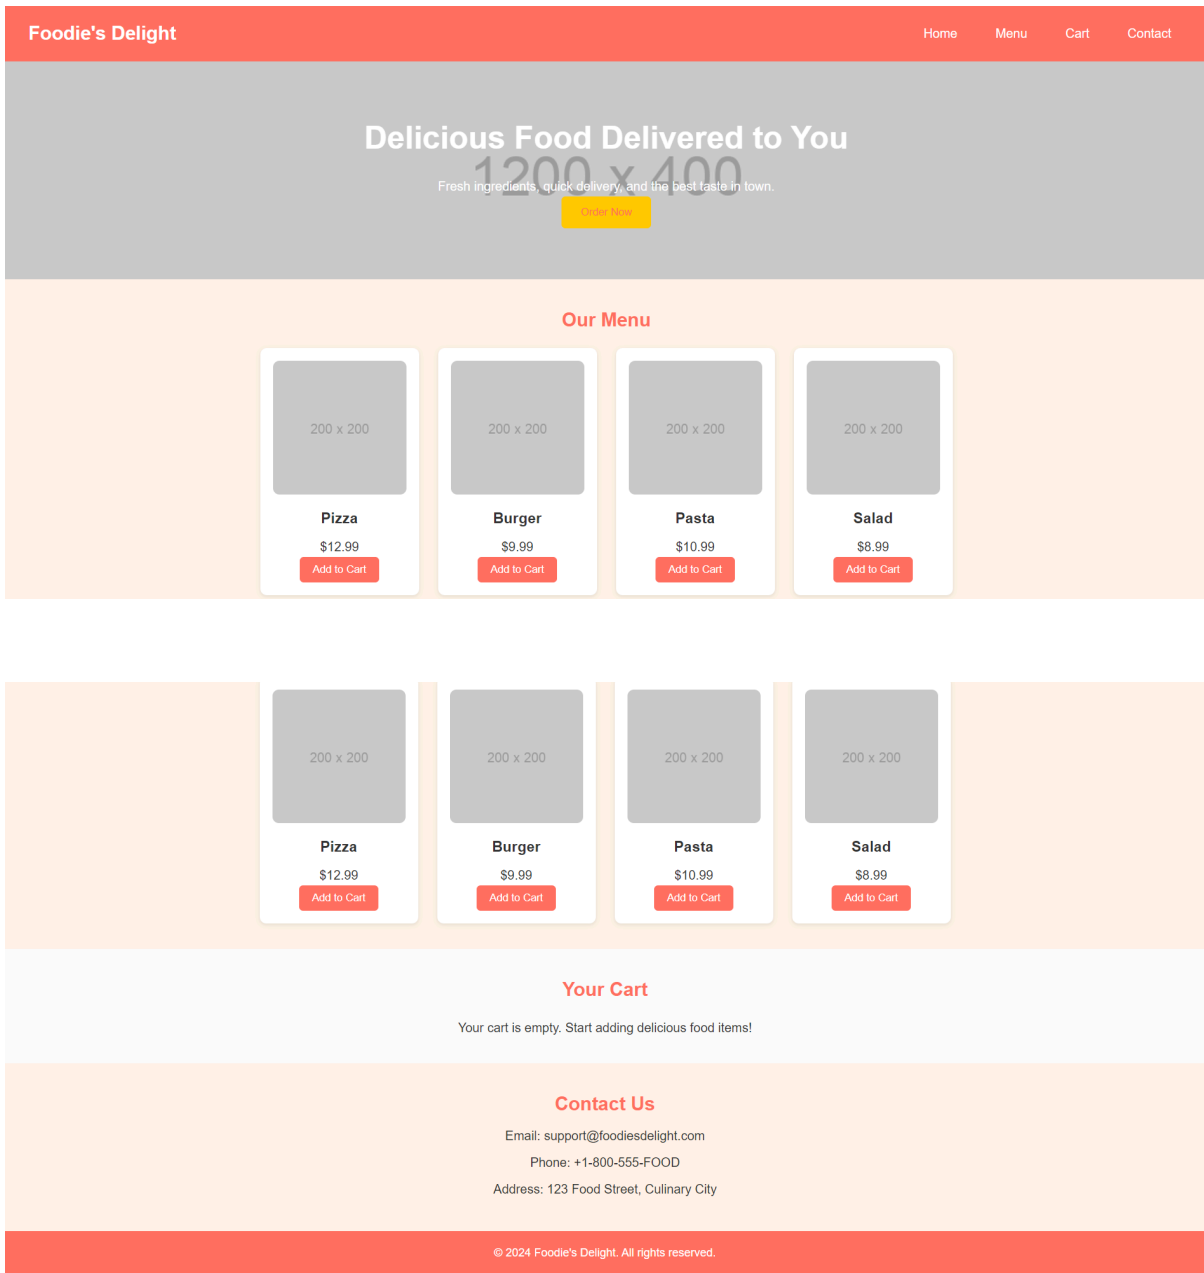 Foodie's Delight
Home Menu Cart Contact
Delicious Food Delivered to You
1200 x 400
Fresh ingredients, quick delivery, and the best taste in town.
Order Now
Our Menu
200 x 200 200 x 200 200 x 200 200 x 200
Pizza Burger Pasta Salad
$12.99 $9.99 $10.99 $8.99
Add to Cart Add to Cart Add to Cart Add to Cart
200 x 200 200 x 200 200 x 200 200 x 200
Pizza Burger Pasta Salad
$12.99 $9.99 $10.99 $8.99
Add to Cart Add to Cart Add to Cart Add to Cart
Your Cart
Your cart is empty. Start adding delicious food items!
Contact Us
Email: support@foodiesdelight.com
Phone: +1-800-555-FOOD
Address: 123 Food Street, Culinary City
© 2024 Foodie's Delight. All rights reserved.